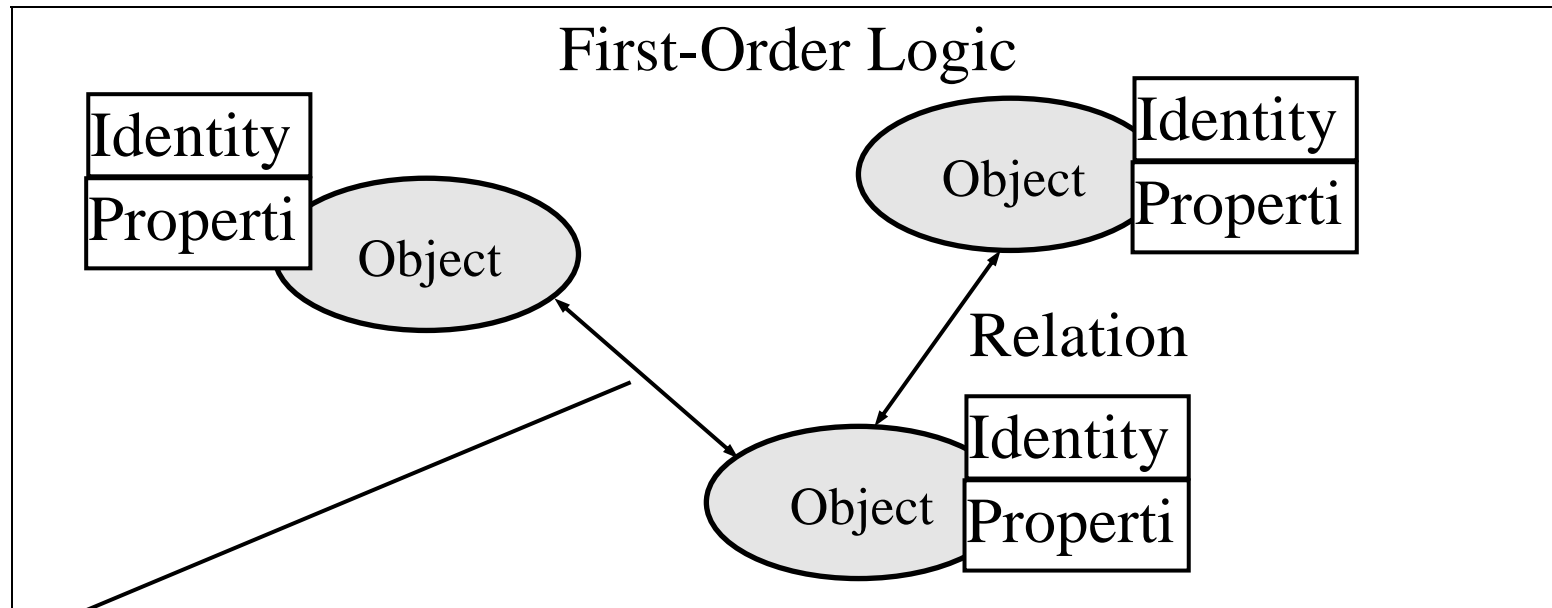 First-Order Logic
Identity
Properti
Object
Identity
Properti
Object
Relation
Identity
Properti
Object